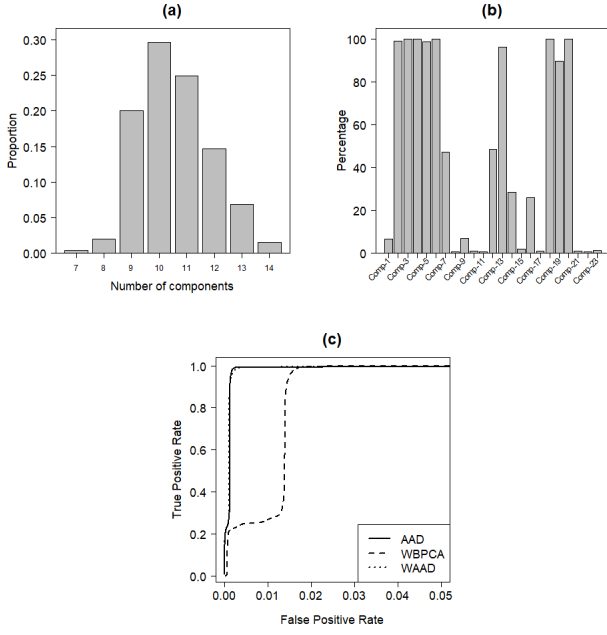 (a)
Proportion
0.30
0.25
0.20
0.15
0.10
0.05
0.00
7 8 9 10 11 12 13 14
Number of components
(b)
Percentage
100
80
60
40
20
0
Comp-1 Comp-3 Comp-5 Comp-7 Comp-9 Comp-11 Comp-13 Comp-15 Comp-17 Comp-19 Comp-21 Comp-23
(c)
True Positive Rate
1.0
0.8
0.6
0.4
0.2
0.0
AAD
WBPCA
WAAD
0.00 0.01 0.02 0.03 0.04 0.05
False Positive Rate